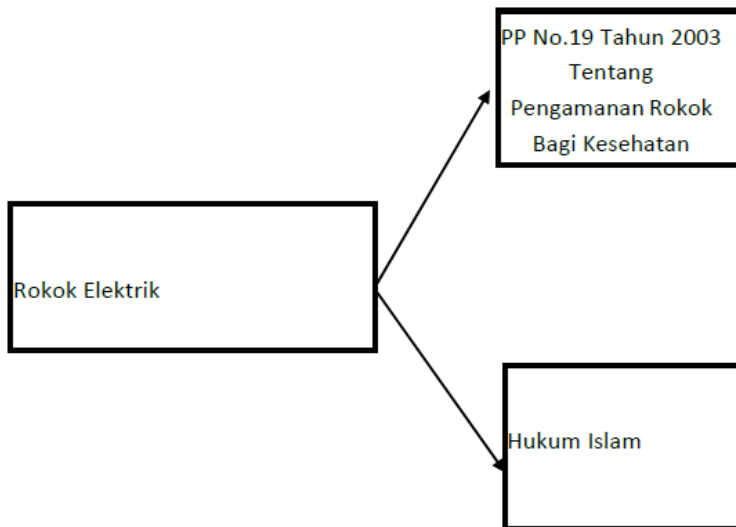 PP No.19 Tahun 2003
Tentang
Pengamanan Rokok
Bagi Kesehatan
Rokok Elektrik
Hukum Islam